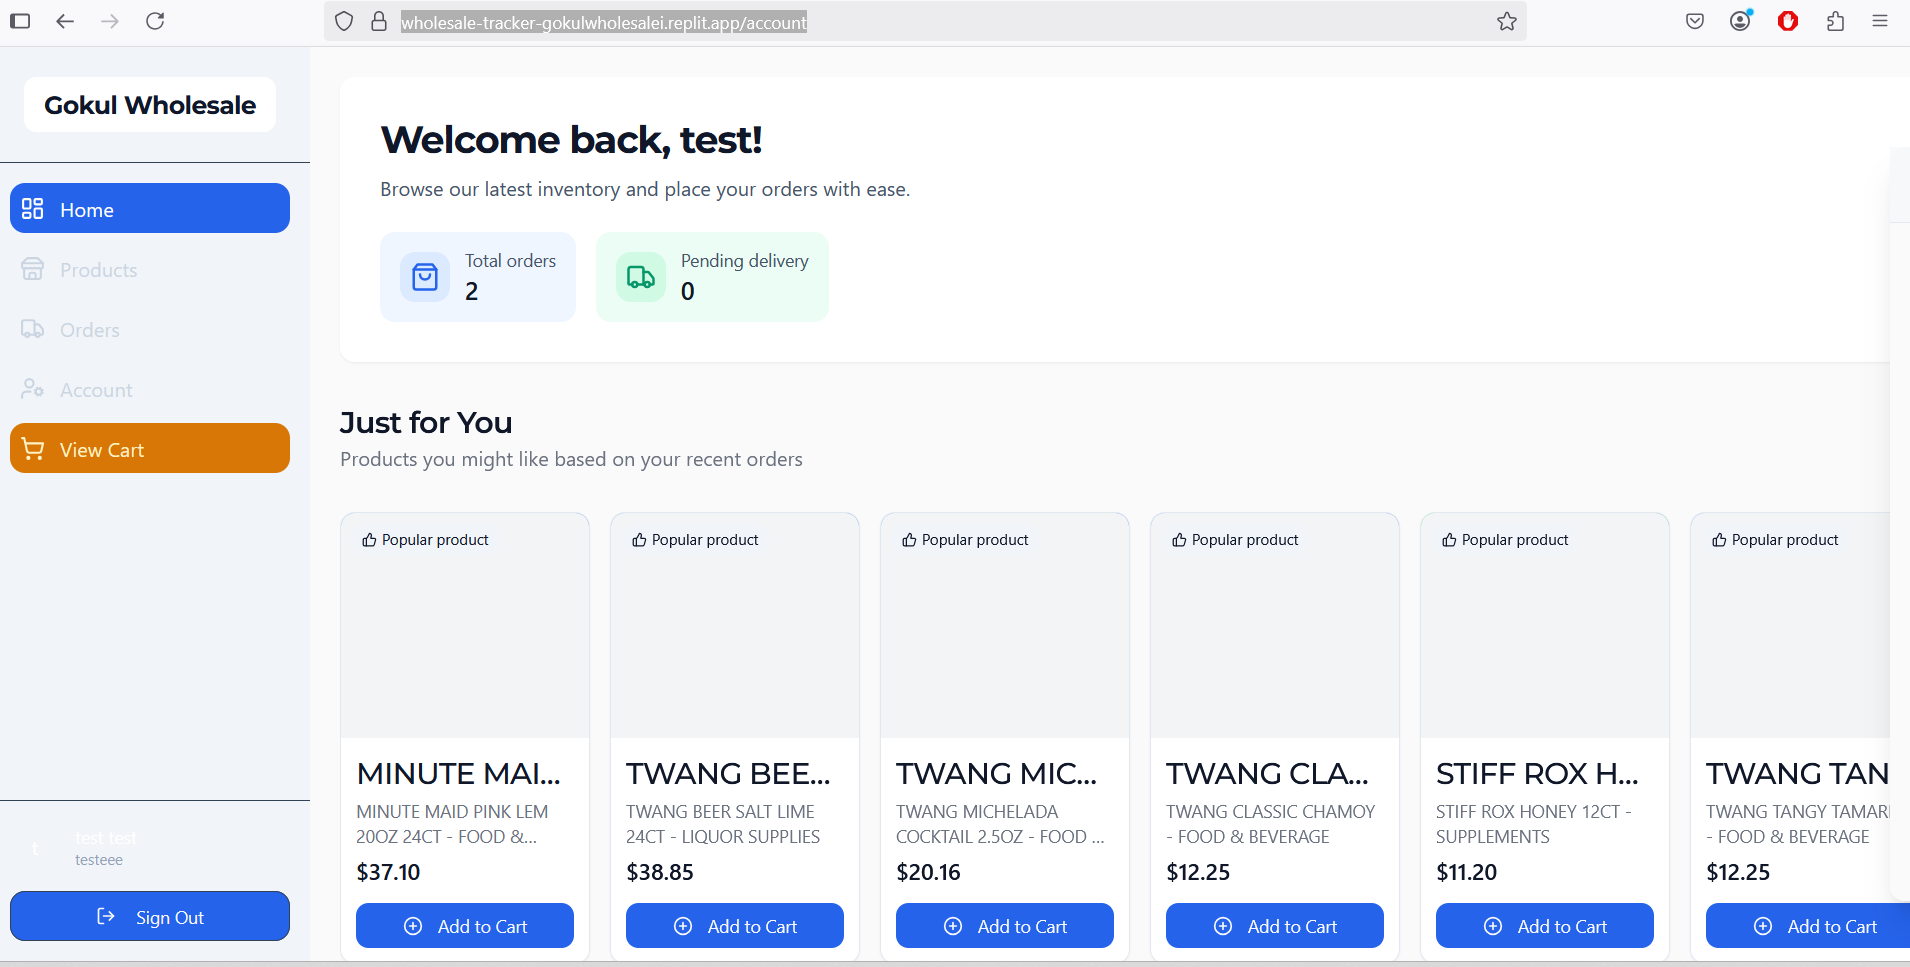 wholesale-tracker-gokulwholesalei.replit.app/account
Gokul Wholesale
Home
Products
Orders
Account
View Cart
t
test test
testeee
Sign Out
Welcome back, test!
Browse our latest inventory and place your orders with ease.
Total orders
2
Pending delivery
0
Just for You
Products you might like based on your recent orders
Popular product
MINUTE MAI...
MINUTE MAID PINK LEM
20OZ 24CT - FOOD &...
$37.10
Add to Cart
Popular product
TWANG BEE...
TWANG BEER SALT LIME
24CT - LIQUOR SUPPLIES
$38.85
Add to Cart
Popular product
TWANG MIC...
TWANG MICHELADA
COCKTAIL 2.5OZ - FOOD ...
$20.16
Add to Cart
Popular product
TWANG CLA...
TWANG CLASSIC CHAMOY
- FOOD & BEVERAGE
$12.25
Add to Cart
Popular product
STIFF ROX H...
STIFF ROX HONEY 12CT -
SUPPLEMENTS
$11.20
Add to Cart
Popular product
TWANG TAN
TWANG TANGY TAMARI
- FOOD & BEVERAGE
$12.25
Add to Cart